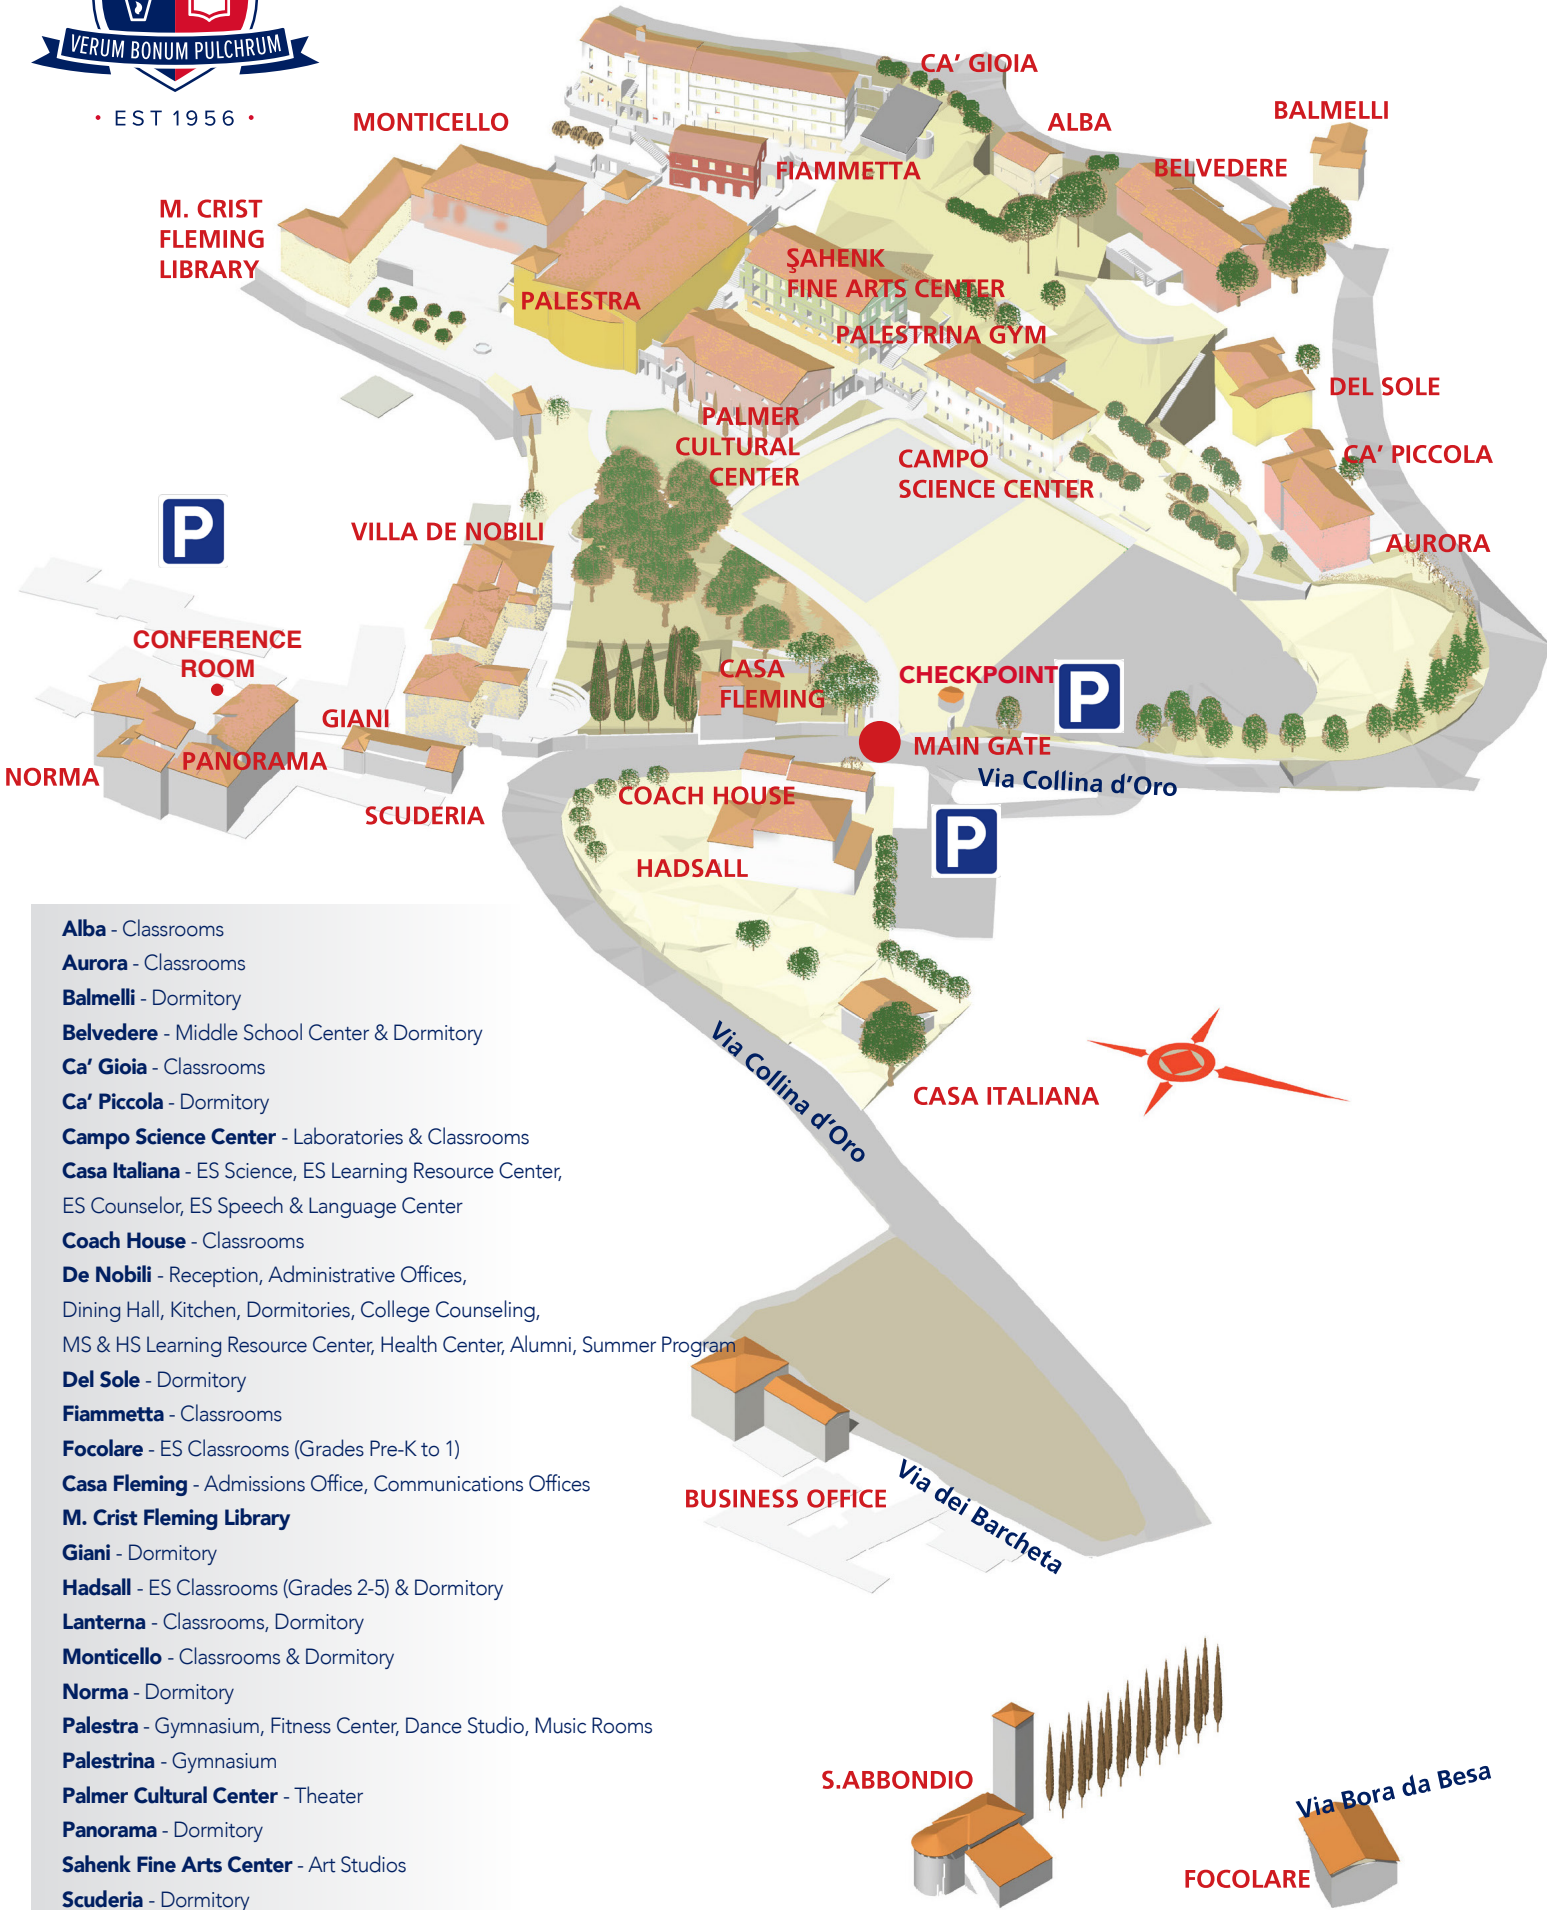 VERUM BONUM PULCHRUM
• EST 1956 •
CA’ GIOIA
MONTICELLO
ALBA
BALMELLI
FIAMMETTA
BELVEDERE
M. CRIST
FLEMING
LIBRARY
ŞAHENK
FINE ARTS CENTER
PALESTRA
PALESTRINA GYM
DEL SOLE
PALMER
CULTURAL
CENTER
CAMPO
SCIENCE CENTER
CA’ PICCOLA
P
VILLA DE NOBILI
AURORA
CONFERENCE
ROOM
CASA
FLEMING
CHECKPOINT
P
GIANI
MAIN GATE
NORMA
PANORAMA
Via Collina d’Oro
SCUDERIA
COACH HOUSE
P
HADSALL
Via Collina d’Oro
CASA ITALIANA
Alba - Classrooms
Aurora - Classrooms
Balmelli - Dormitory
Belvedere - Middle School Center & Dormitory
Ca’ Gioia - Classrooms
Ca’ Piccola - Dormitory
Campo Science Center - Laboratories & Classrooms
Casa Italiana - ES Science, ES Learning Resource Center,
ES Counselor, ES Speech & Language Center
Coach House - Classrooms
De Nobili - Reception, Administrative Offices,
Dining Hall, Kitchen, Dormitories, College Counseling,
MS & HS Learning Resource Center, Health Center, Alumni, Summer Program
Del Sole - Dormitory
Fiammetta - Classrooms
Focolare - ES Classrooms (Grades Pre-K to 1)
Casa Fleming - Admissions Office, Communications Offices
M. Crist Fleming Library
Giani - Dormitory
Hadsall - ES Classrooms (Grades 2-5) & Dormitory
Lanterna - Classrooms, Dormitory
Monticello - Classrooms & Dormitory
Norma - Dormitory
Palestra - Gymnasium, Fitness Center, Dance Studio, Music Rooms
Palestrina - Gymnasium
Palmer Cultural Center - Theater
Panorama - Dormitory
Sahenk Fine Arts Center - Art Studios
Scuderia - Dormitory
BUSINESS OFFICE
Via dei Barcheta
S.ABBONDIO
Via Bora da Besa
FOCOLARE